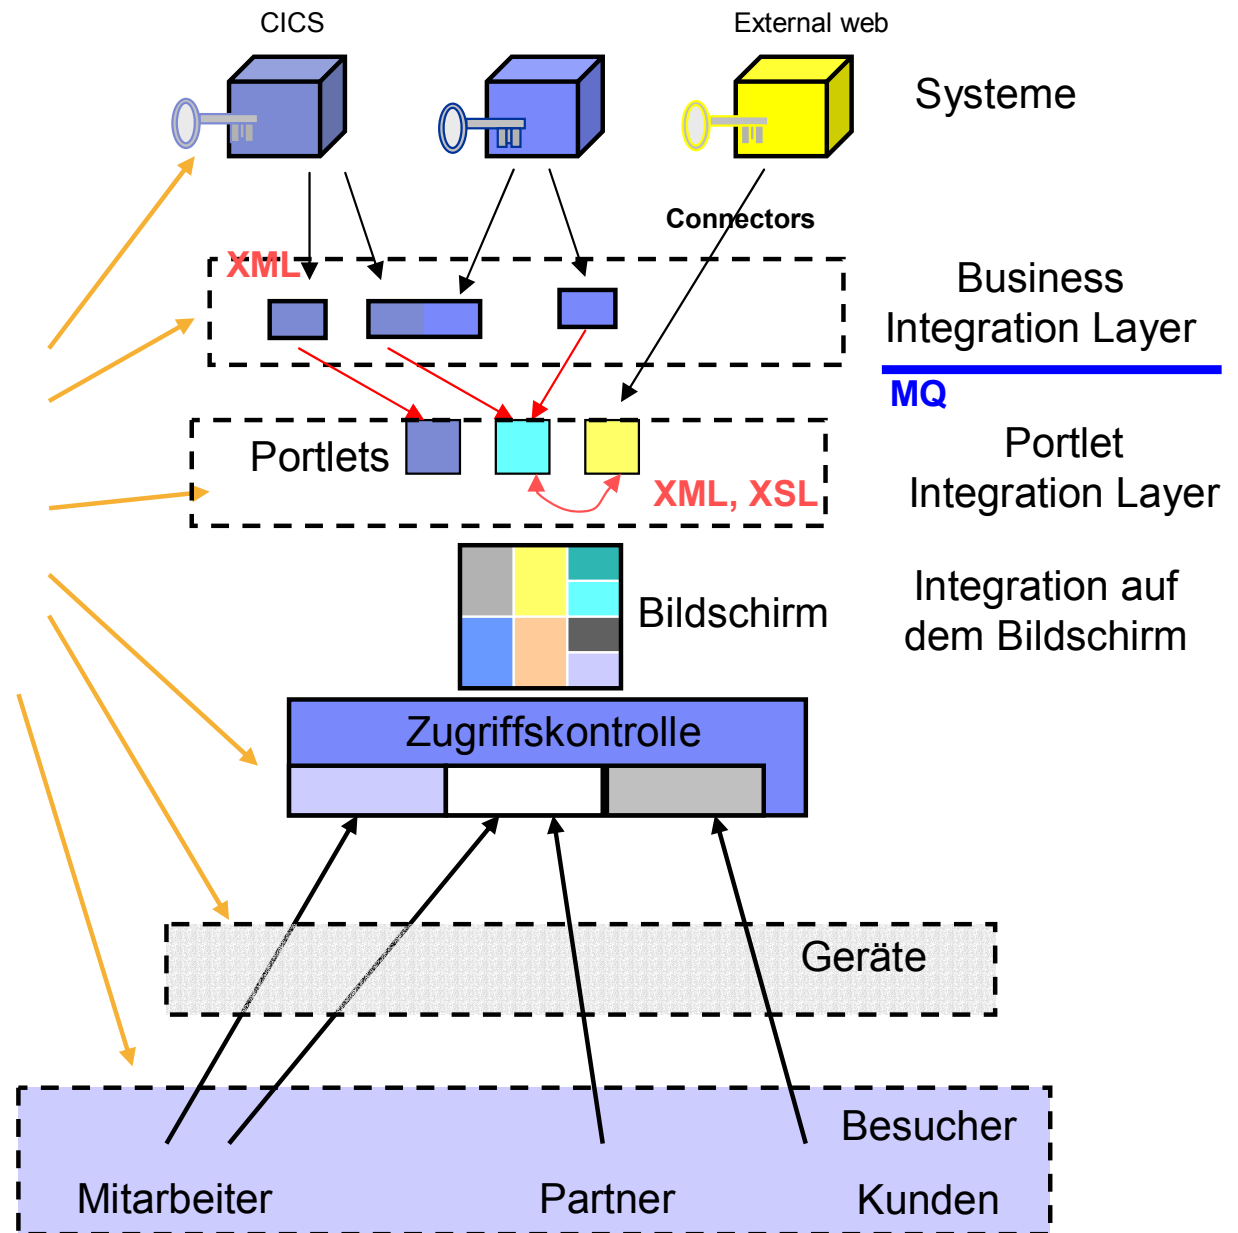 CICS
External web
Systeme
Connectors
XML
Business
Integration Layer
MQ
Portlets
Portlet
Integration Layer
XML, XSL
Bildschirm
Integration auf
dem Bildschirm
Zugriffskontrolle
Geräte
Besucher
Mitarbeiter
Partner
Kunden